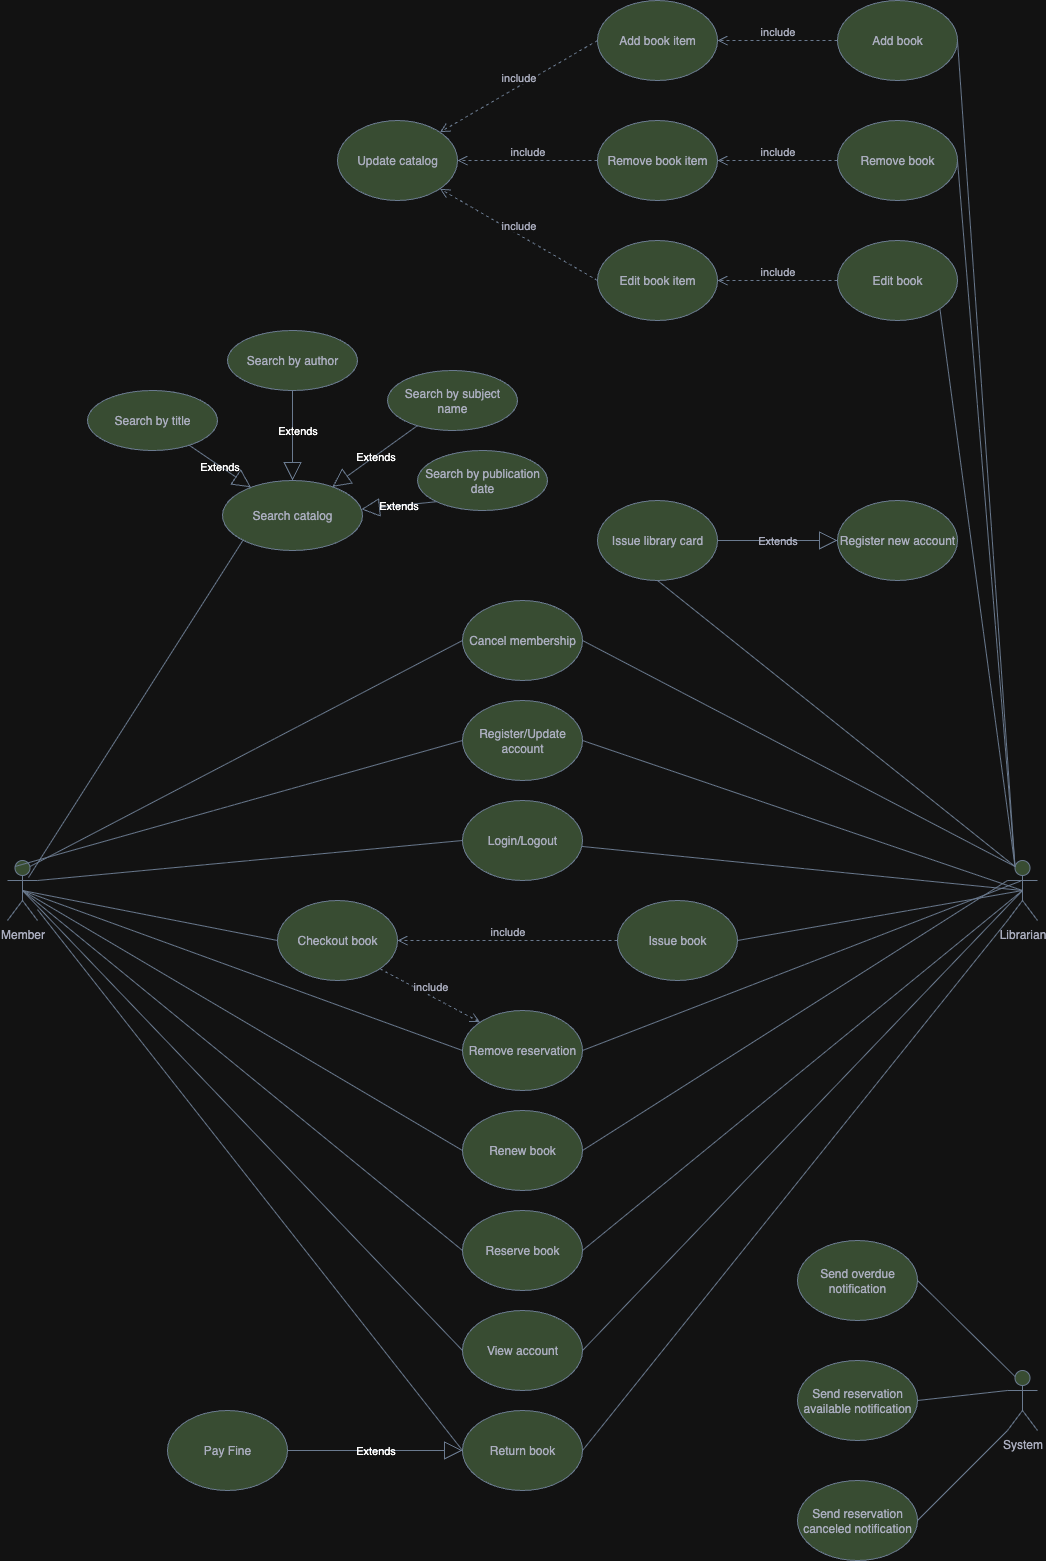 Add book item
include
Add book
include
Update catalog
include
Remove book item
include
Remove book
include
Edit book item
include
Edit book
Search by author
Search by subject
name
Search by title
Extends
Extends
Extends
Search by publication
date
Extends
Search catalog
Issue library card
Extends
Register new account
Cancel membership
Register/Update
account
Login/Logout
Member
Librarian
Checkout book
include
Issue book
include
Remove reservation
Renew book
Reserve book
Send overdue
notification
View account
Send reservation
available notification
System
Pay Fine
Extends
Return book
Send reservation
canceled notification